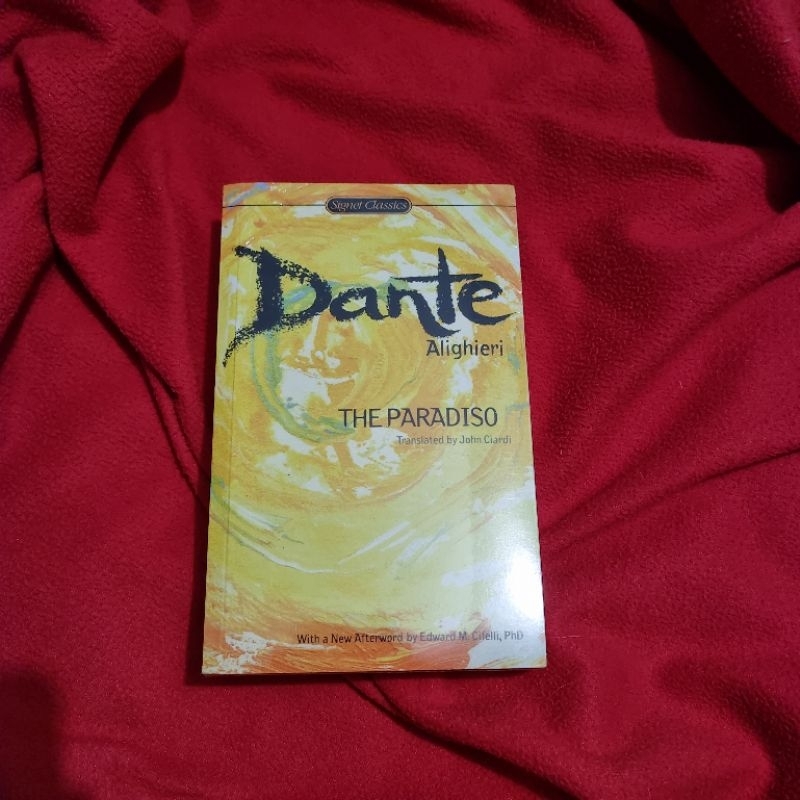 Signet Classics
Dante
Alighieri
THE PARADISO
Translated by John Ciardi
With a New Afterword by Edward M. Cifelli, PhD